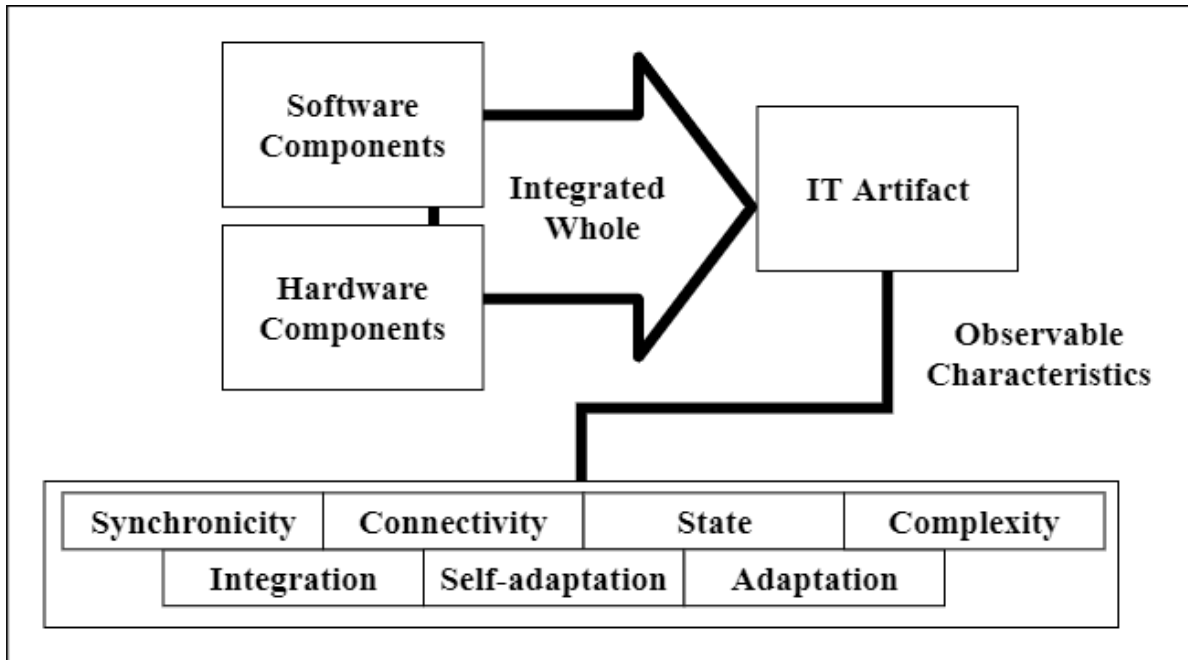 Software
Components
Integrated
Whole
IT Artifact
Hardware
Components
Observable
Characteristics
Synchronicity
Connectivity
State
Complexity
Integration
Self-adaptation
Adaptation